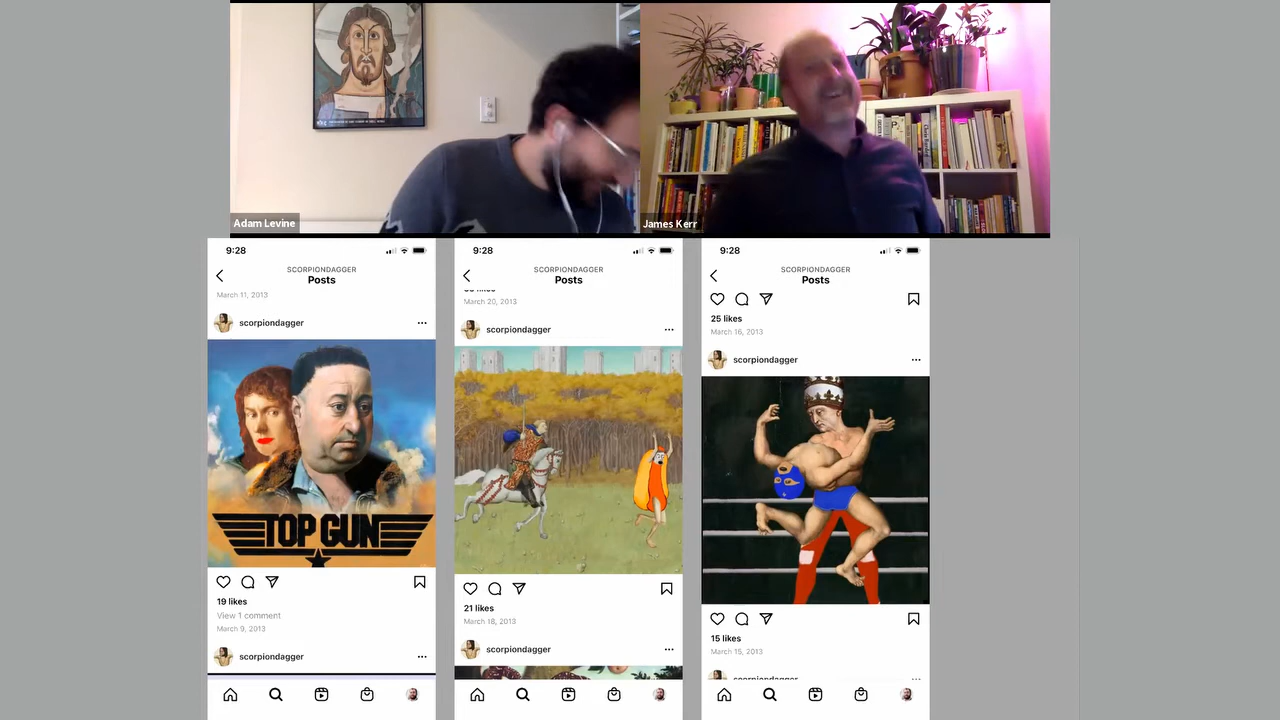 Adam Levine
James Kerr
9:28
SCORPIONDAGGER
Posts
March 11, 2013
scorpiondagger
TOP GUN
19 likes
View 1 comment
March 9, 2013
scorpiondagger
9:28
SCORPIONDAGGER
Posts
March 20, 2013
scorpiondagger
21 likes
March 18, 2013
scorpiondagger
9:28
SCORPIONDAGGER
Posts
25 likes
March 16, 2013
scorpiondagger
15 likes
March 15, 2013
scorpiondagger